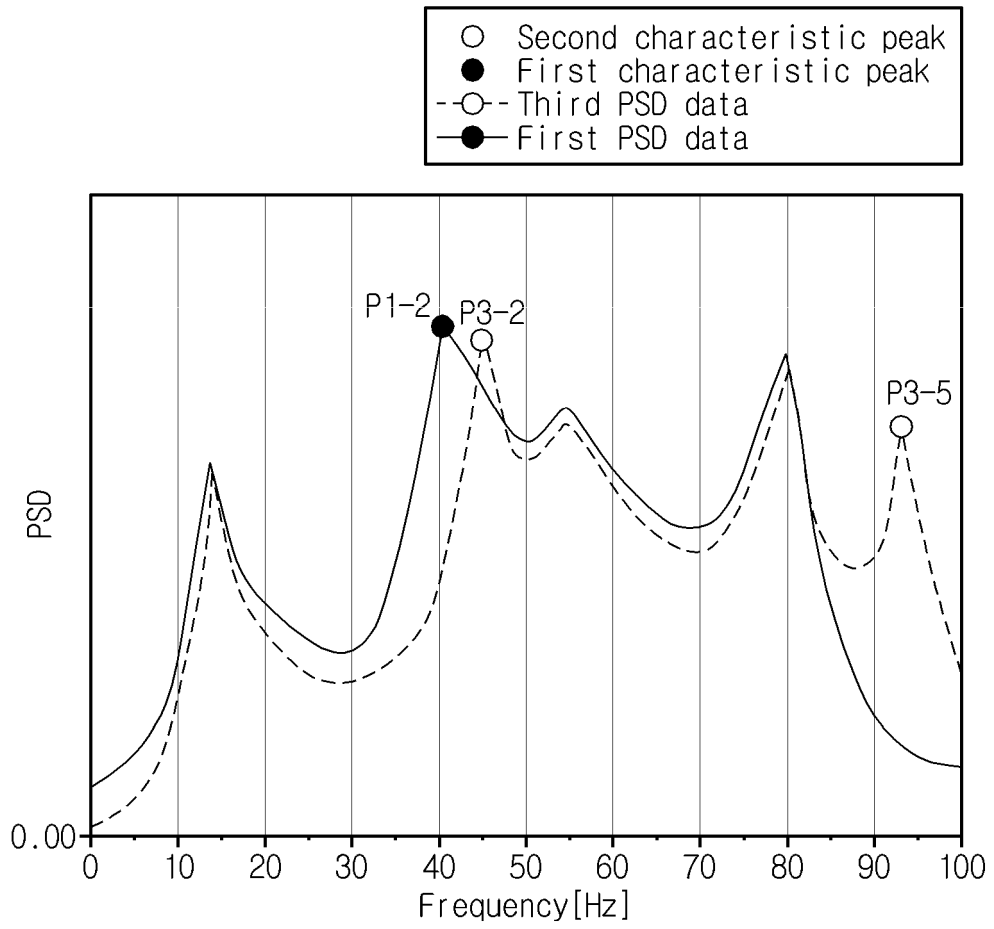 Second characteristic peak
First characteristic peak
Third PSD data
First PSD data
P1-2
P3-2
P3-5
PSD
0.00
0 10 20 30 40 50 60 70 80 90 100
Frequency[Hz]